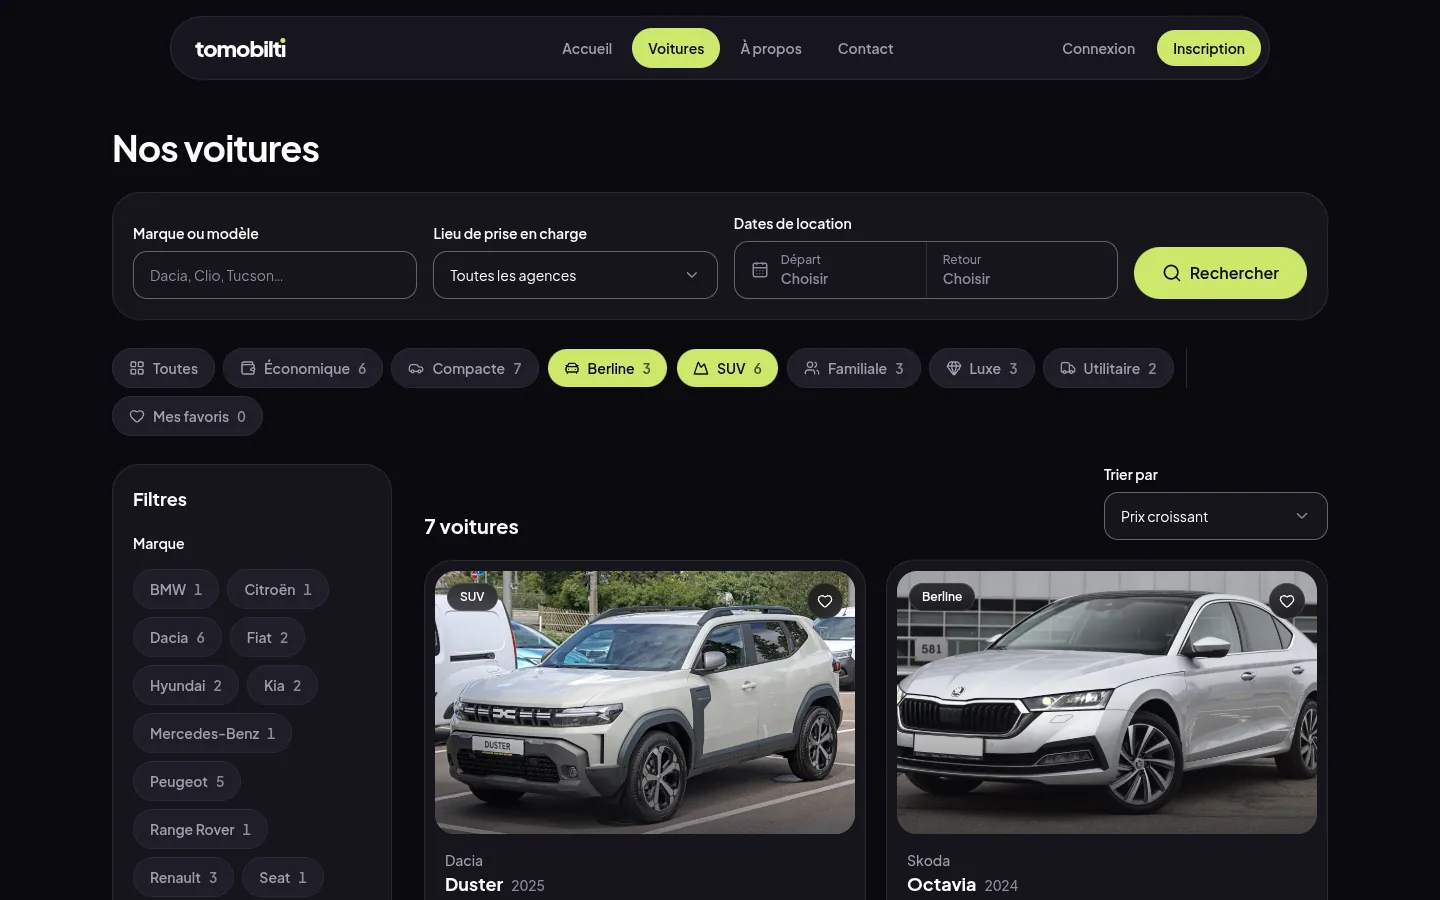 tomobilti
Accueil
Voitures
À propos
Contact
Connexion
Inscription
Nos voitures
Marque ou modèle
Dacia, Clio, Tucson...
Lieu de prise en charge
Toutes les agences
Dates de location
Départ
Choisir
Retour
Choisir
Rechercher
Toutes
Économique 6
Compacte 7
Berline 3
SUV 6
Familiale 3
Luxe 3
Utilitaire 2
Mes favoris 0
Filtres
Marque
BMW 1
Citroën 1
Dacia 6
Fiat 2
Hyundai 2
Kia 2
Mercedes-Benz 1
Peugeot 5
Range Rover 1
Renault 3
Seat 1
7 voitures
Trier par
Prix croissant
SUV
DUSTER
Dacia
Duster 2025
Berline
581
Skoda
Octavia 2024